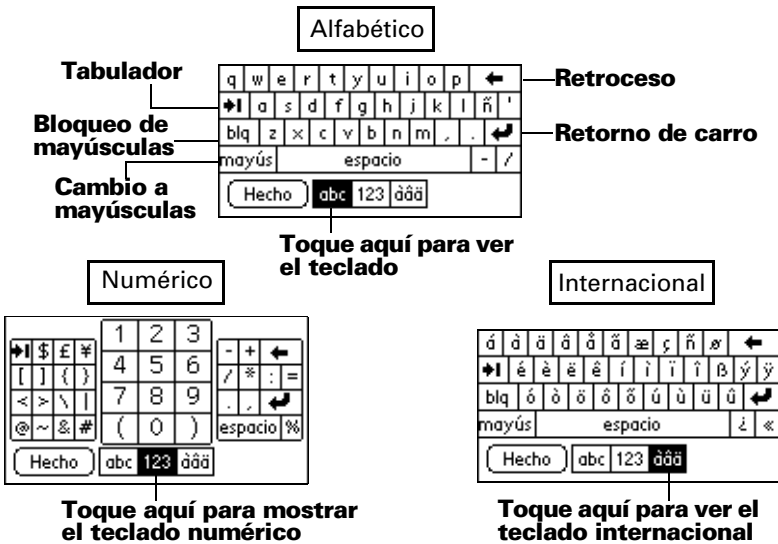 Alfabético
Tabulador
q w e r t y u i o p
Retroceso
a s d f g h j k l ñ '
Bloqueo de
mayúsculas
blq z x c v b n m , .
Retorno de carro
mayús espacio - /
Cambio a
mayúsculas
Hecho abc 123 àâä
Toque aquí para ver
el teclado
Numérico
1 2 3
$ £ ¥ - +
4 5 6
[ ] { } / * : =
7 8 9
< > \ | . ,
( 0 )
@ ~ & # espacio %
Hecho abc 123 àâä
Toque aquí para mostrar
el teclado numérico
Internacional
á à ä â å ã æ ç ñ ø
é è ë ê í ì ï î ß ý ÿ
blq ó ò ö ô õ ú ù ü û
mayús espacio ¿ «
Hecho abc 123 àâä
Toque aquí para ver el
teclado internacional